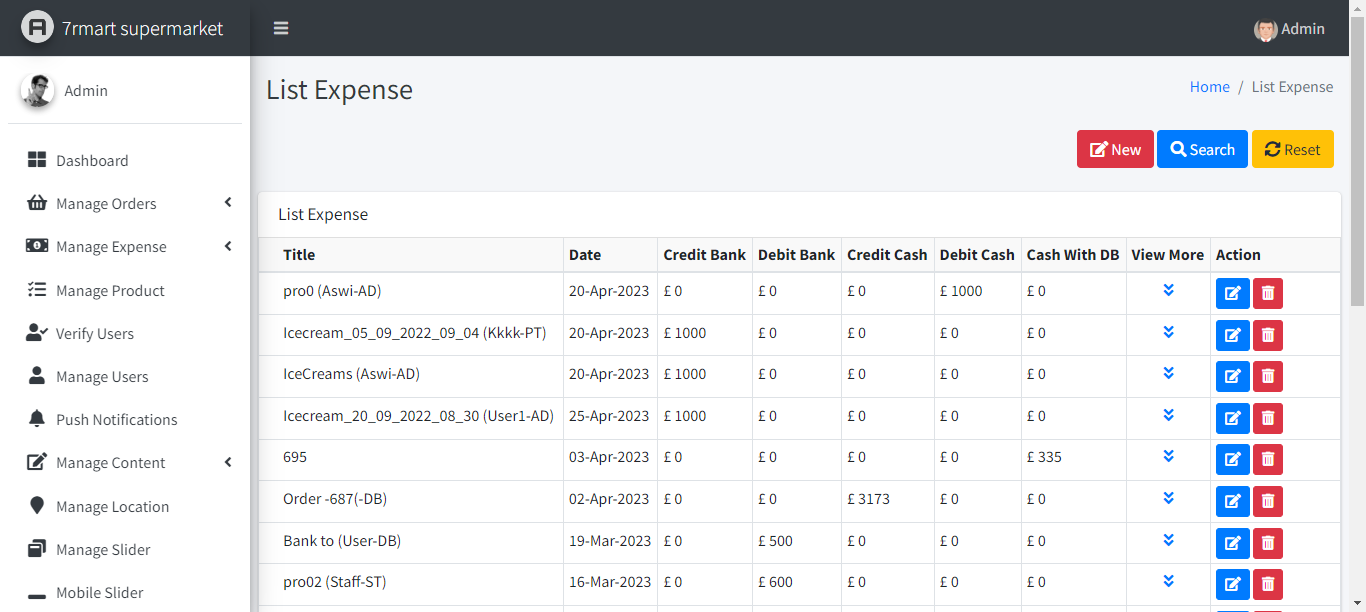 7rmart supermarket
Admin
Admin
Dashboard
Manage Orders
Manage Expense
Manage Product
Verify Users
Manage Users
Push Notifications
Manage Content
Manage Location
Manage Slider
Mobile Slider
List Expense
Home / List Expense
New Search Reset
List Expense
Title Date Credit Bank Debit Bank Credit Cash Debit Cash Cash With DB View More Action
pro0 (Aswi-AD) 20-Apr-2023 £ 0 £ 0 £ 0 £ 1000 £ 0
Icecream_05_09_2022_09_04 (Kkkk-PT) 20-Apr-2023 £ 1000 £ 0 £ 0 £ 0 £ 0
IceCreams (Aswi-AD) 20-Apr-2023 £ 1000 £ 0 £ 0 £ 0 £ 0
Icecream_20_09_2022_08_30 (User1-AD) 25-Apr-2023 £ 1000 £ 0 £ 0 £ 0 £ 0
695 03-Apr-2023 £ 0 £ 0 £ 0 £ 0 £ 335
Order -687(-DB) 02-Apr-2023 £ 0 £ 0 £ 3173 £ 0 £ 0
Bank to (User-DB) 19-Mar-2023 £ 0 £ 500 £ 0 £ 0 £ 0
pro02 (Staff-ST) 16-Mar-2023 £ 0 £ 600 £ 0 £ 0 £ 0